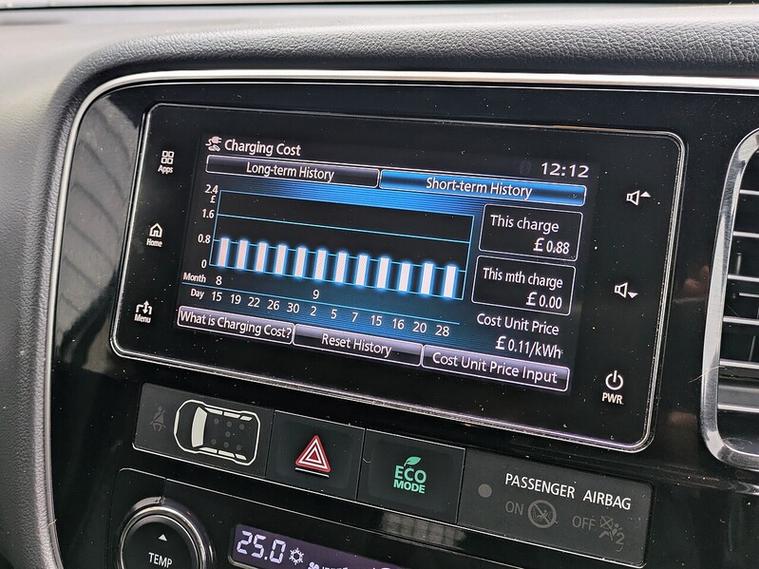 Charging Cost
12:12
Long-term History
Short-term History
2.4
£
1.6
0.8
0
Month 8 9
Day 15 19 22 26 30 2 5 7 15 16 20 28
This charge
£0.88
This mth charge
£0.00
Cost Unit Price
£0.11/kWh
What is Charging Cost?
Reset History
Cost Unit Price Input
Apps
Home
Menu
PWR
ECO
MODE
PASSENGER AIRBAG
ON OFF
TEMP
25.0